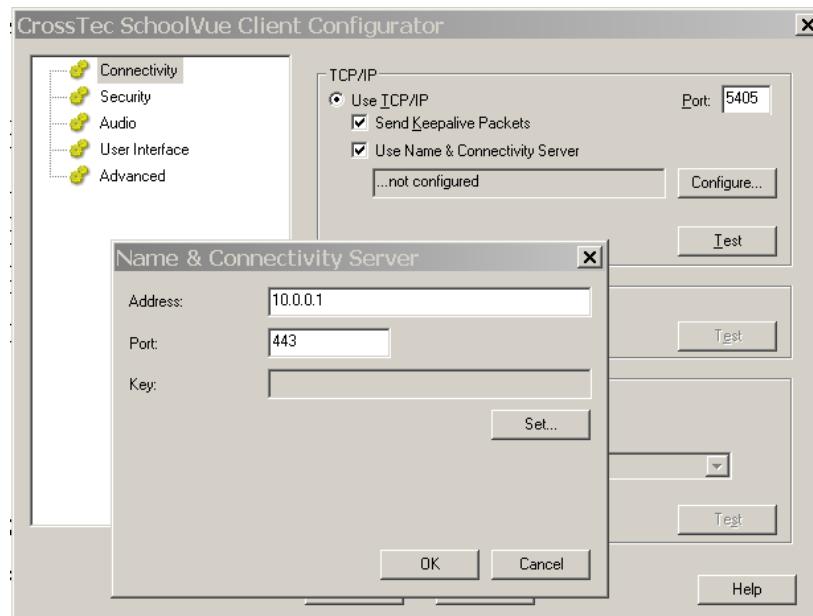 CrossTec SchoolVue Client Configurator
Connectivity
Security
Audio
User Interface
Advanced
TCP/IP
Use TCP/IP
Port: 5405
Send Keepalive Packets
Use Name & Connectivity Server
...not configured
Configure...
Test
Name & Connectivity Server
Address: 10.0.0.1
Port: 443
Key:
Set...
OK
Cancel
Test
Test
Help